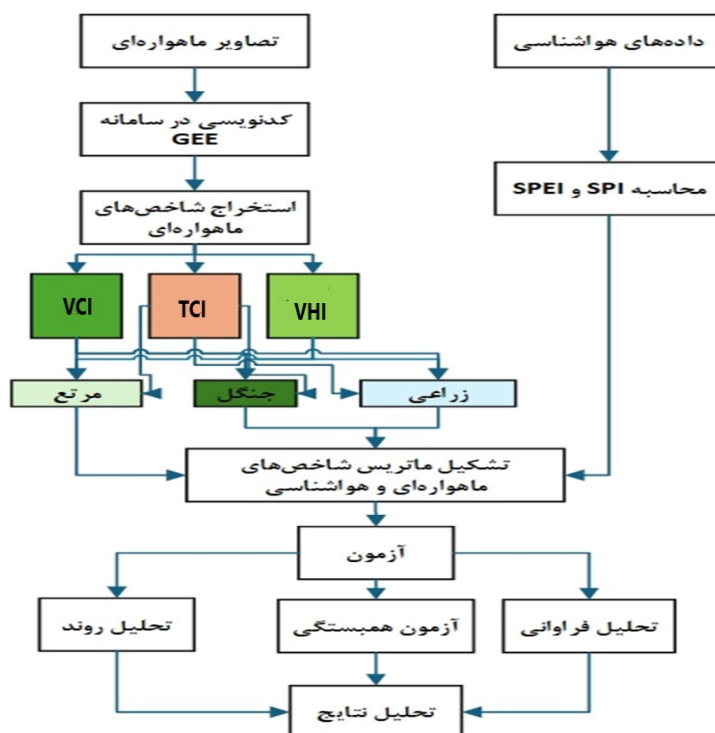 تصاویر ماهواره‌ای
داده‌های هواشناسی
کدنویسی در سامانه
GEE
محاسبه SPI و SPEI
استخراج شاخص‌های
ماهواره‌ای
VCI
TCI
VHI
مرتع
جنگل
زراعی
تشکیل ماتریس شاخص‌های
ماهواره‌ای و هواشناسی
آزمون
تحلیل روند
آزمون همبستگی
تحلیل فراوانی
تحلیل نتایج